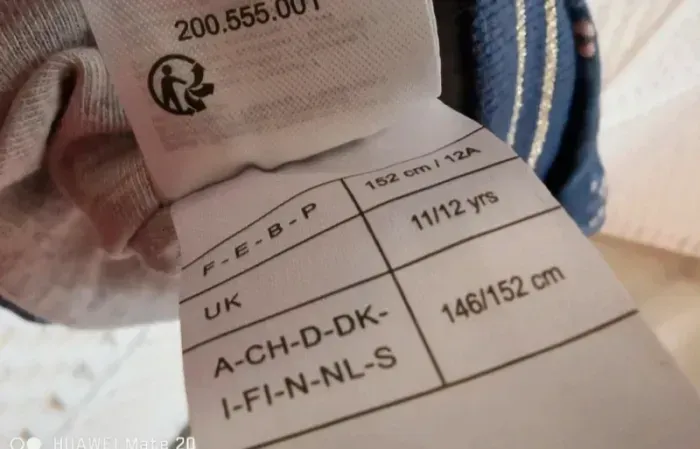 200.555.001
F - E - B - P 152 cm / 12A
UK 11/12 yrs
A-CH-D-DK- 146/152 cm
I-FI-N-NL-S
HUAWEI Mate 20